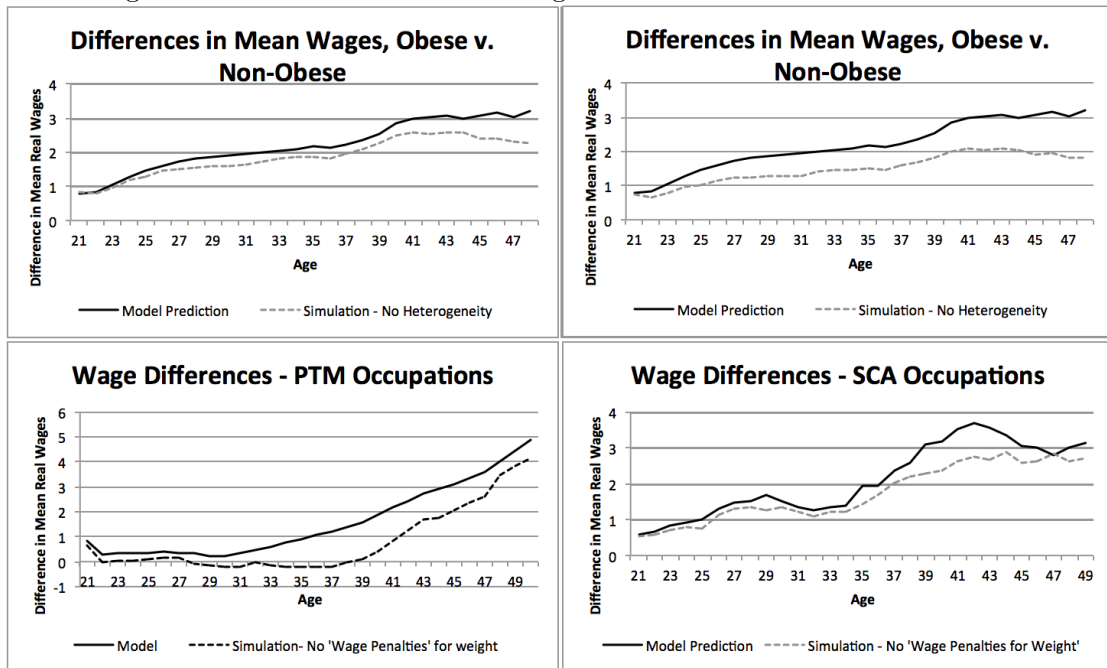 Differences in Mean Wages, Obese v.
Non-Obese
Difference in Mean Real Wages
4
3
2
1
0
21 23 25 27 29 31 33 35 37 39 41 43 45 47
Age
Model Prediction Simulation - No Heterogeneity
Differences in Mean Wages, Obese v.
Non-Obese
Difference in Mean Real Wages
4
3
2
1
0
21 23 25 27 29 31 33 35 37 39 41 43 45 47
Age
Model Prediction Simulation - No Heterogeneity
Wage Differences - PTM Occupations
Difference in Mean Real Wages
6
5
4
3
2
1
0
-1
21 23 25 27 29 31 33 35 37 39 41 43 45 47 49
Age
Model Simulation- No 'Wage Penalties' for weight
Wage Differences - SCA Occupations
Difference in Mean Real Wages
4
3
2
1
0
21 23 25 27 29 31 33 35 37 39 41 43 45 47 49
Age
Model Prediction Simulation - No 'Wage Penalties for Weight'